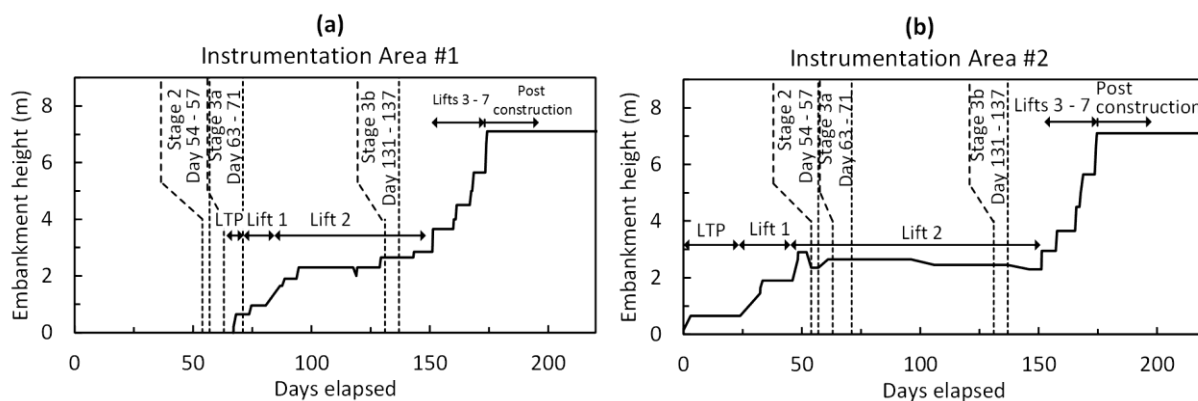 (a)
Instrumentation Area #1
Embankment height (m)
8
6
4
2
0
Stage 2
Day 54 - 57
Stage 3a
Day 63 - 71
Stage 3b
Day 131 - 137
Lifts 3 - 7
Post
construction
LTP
Lift 1
Lift 2
0
50
100
150
200
Days elapsed
(b)
Instrumentation Area #2
Embankment height (m)
8
6
4
2
0
Stage 2
Day 54 - 57
Stage 3a
Day 63 - 71
Stage 3b
Day 131 - 137
Lifts 3 - 7
Post
construction
LTP
Lift 1
Lift 2
0
50
100
150
200
Days elapsed